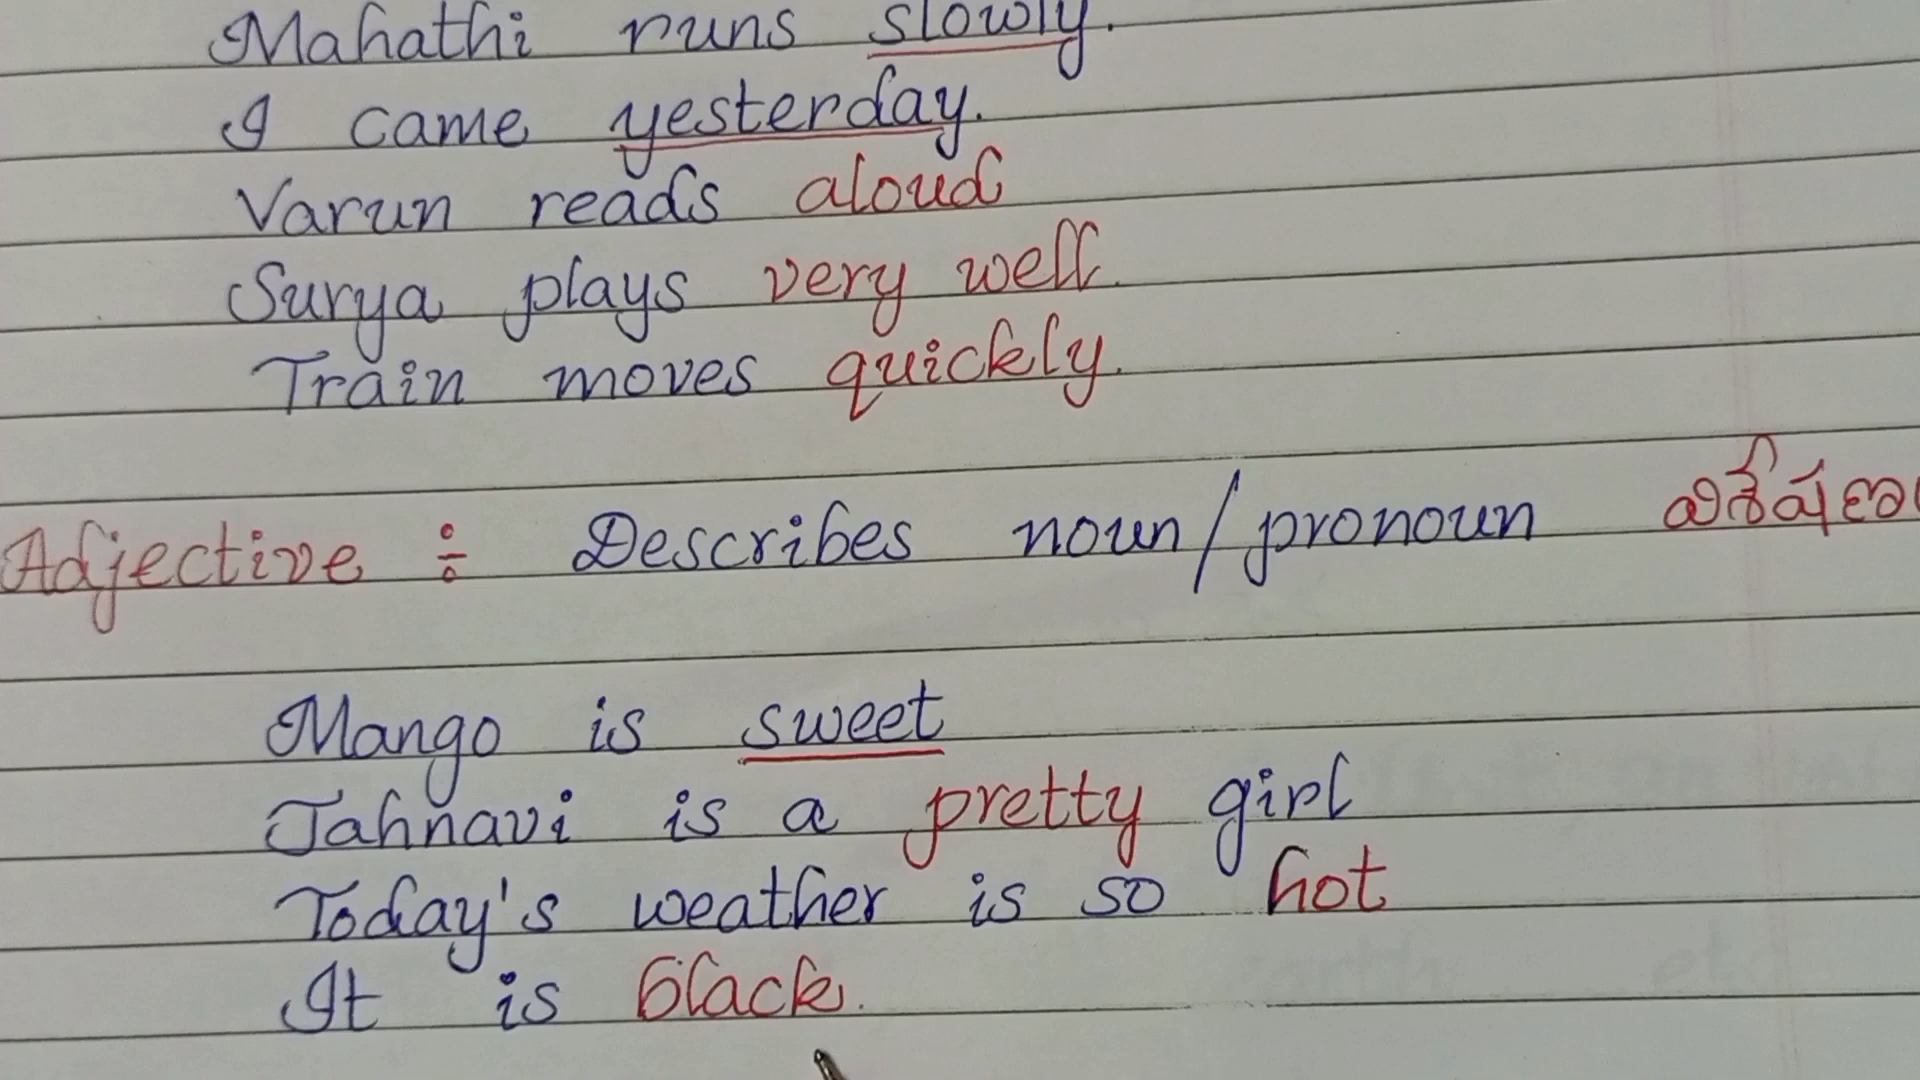 Mahathi runs slowly.
I came yesterday.
Varun reads aloud
Surya plays very well.
Train moves quickly.
Adjective ÷ Describes noun/pronoun
Mango is sweet
Jahnavi is a pretty girl
Today's weather is so hot
It is black.